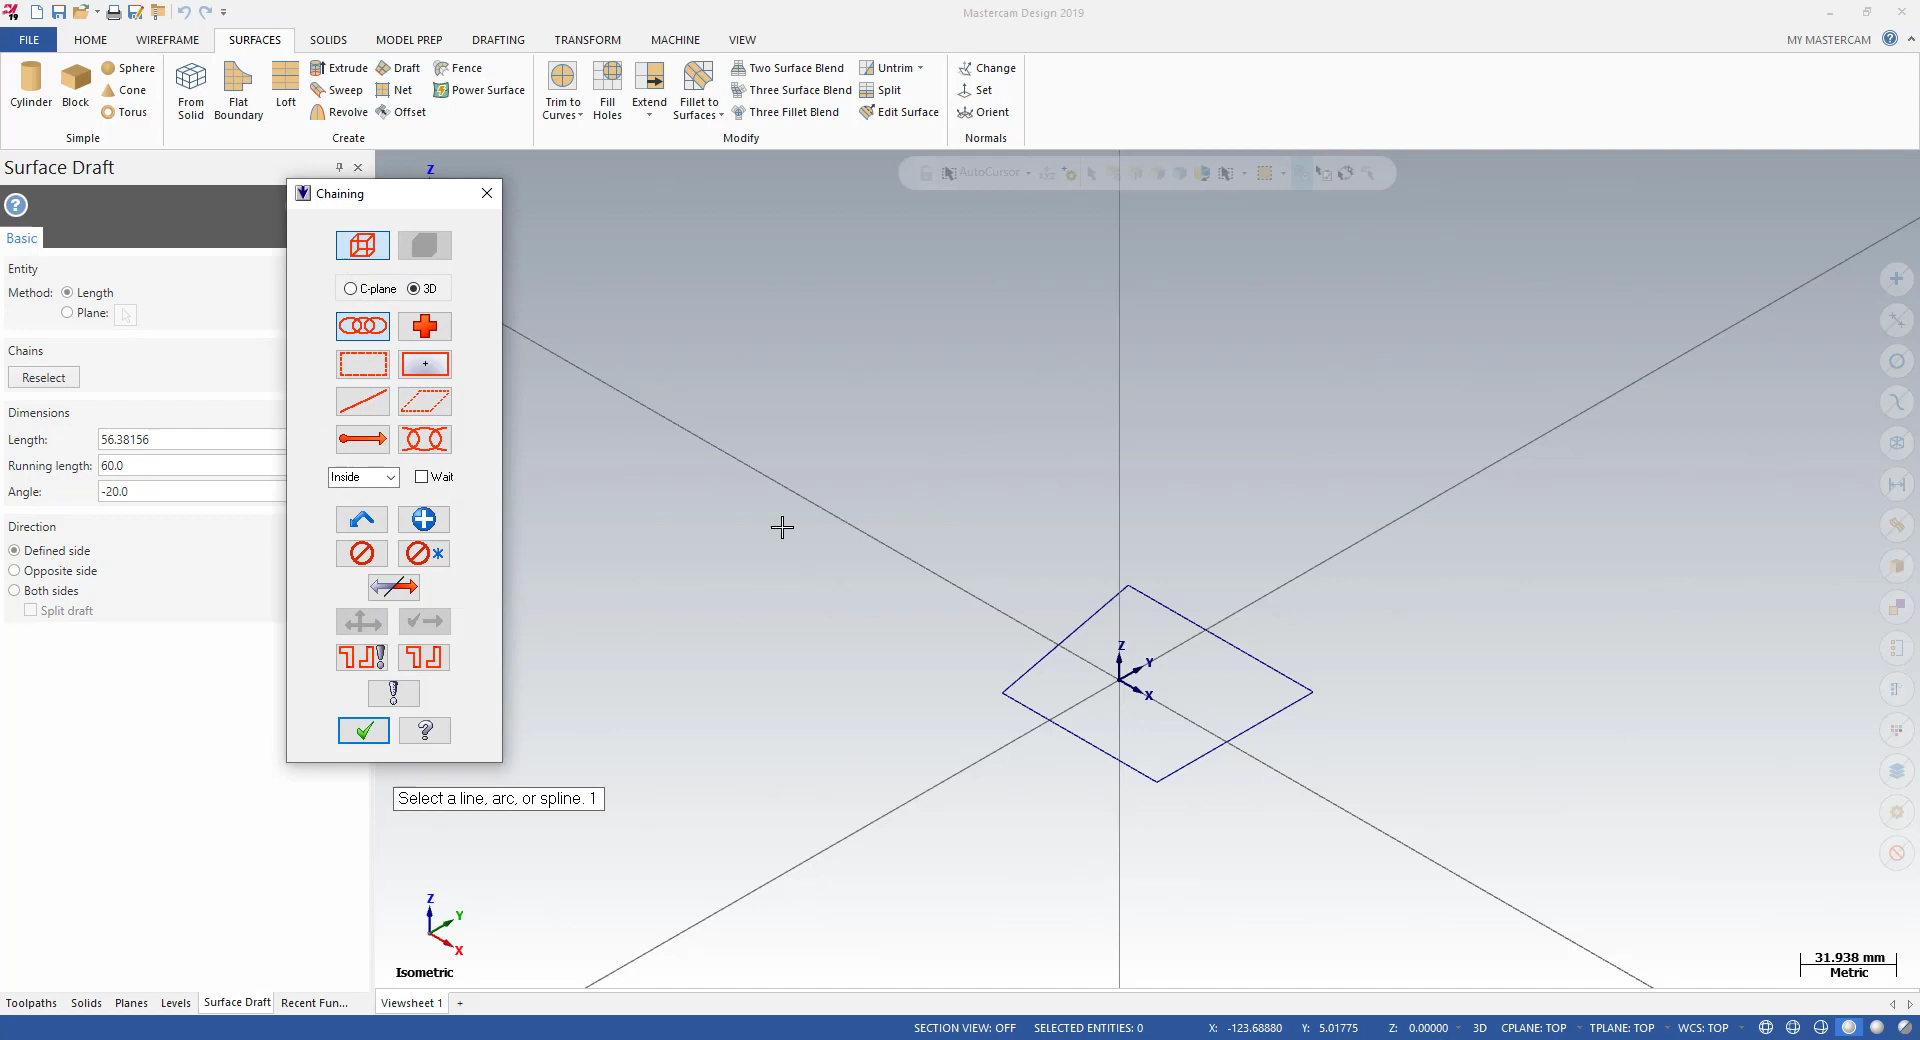 19
Mastercam Design 2019
FILE
HOME
WIREFRAME
SURFACES
SOLIDS
MODEL PREP
DRAFTING
TRANSFORM
MACHINE
VIEW
MY MASTERCAM
Cylinder
Block
Sphere
Cone
Torus
Simple
From Solid
Flat Boundary
Loft
Extrude
Sweep
Revolve
Draft
Net
Offset
Fence
Power Surface
Create
Trim to Curves
Fill Holes
Extend
Fillet to Surfaces
Two Surface Blend
Three Surface Blend
Three Fillet Blend
Untrim
Split
Edit Surface
Modify
Change
Set
Orient
Normals
Surface Draft
Basic
Entity
Method:
Length
Plane:
Chains
Reselect
Dimensions
Length: 56.38156
Running length: 60.0
Angle: -20.0
Direction
Defined side
Opposite side
Both sides
Split draft
Chaining
C-plane
3D
Inside
Wait
Z
AutoCursor
XYZ
Z
Y
X
Select a line, arc, or spline. 1
Z
Y
X
Isometric
31.938 mm
Metric
Toolpaths
Solids
Planes
Levels
Surface Draft
Recent Fun...
Viewsheet 1
+
SECTION VIEW: OFF
SELECTED ENTITIES: 0
X: -123.68880
Y: 5.01775
Z: 0.00000
3D
CPLANE: TOP
TPLANE: TOP
WCS: TOP